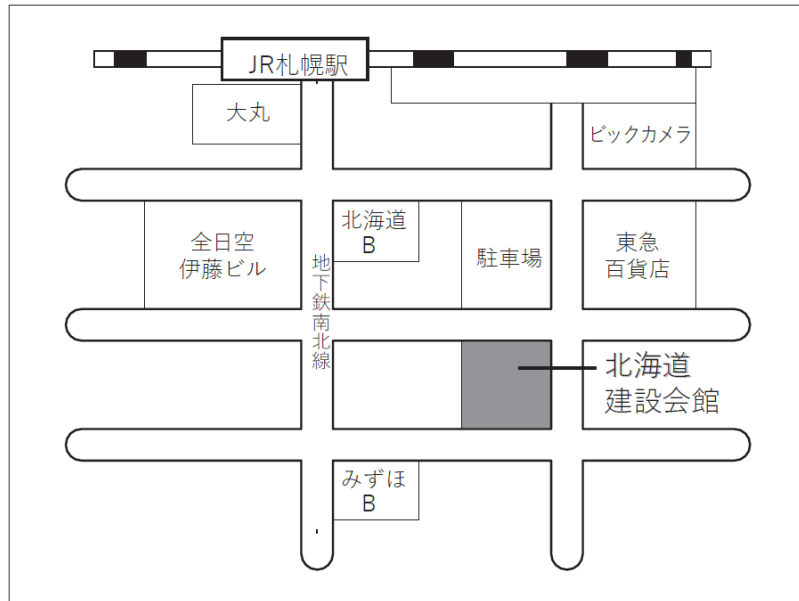 JR札幌駅
大丸
ビックカメラ
全日空
伊藤ビル
北海道
B
駐車場
東急
百貨店
地下鉄南北線
北海道
建設会館
みずほ
B